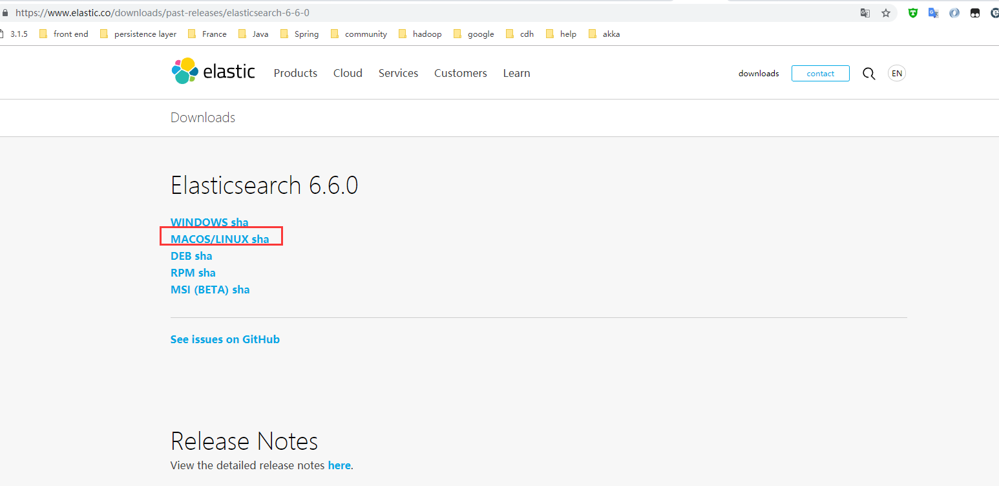 https://www.elastic.co/downloads/past-releases/elasticsearch-6-6-0
3.1.5 front end persistence layer France Java Spring community hadoop google cdh help akka
elastic Products Cloud Services Customers Learn downloads contact EN
Downloads
Elasticsearch 6.6.0
WINDOWS sha
MACOS/LINUX sha
DEB sha
RPM sha
MSI (BETA) sha
See issues on GitHub
Release Notes
View the detailed release notes here.